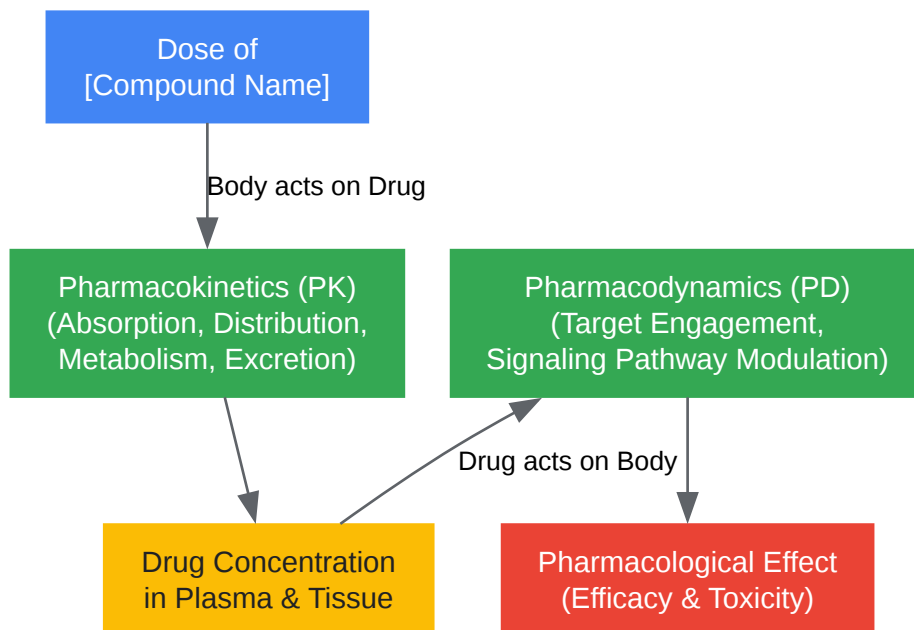 Dose of
[Compound Name]
Body acts on Drug
Pharmacokinetics (PK)
(Absorption, Distribution,
Metabolism, Excretion)
Pharmacodynamics (PD)
(Target Engagement,
Signaling Pathway Modulation)
Drug acts on Body
Drug Concentration
in Plasma & Tissue
Pharmacological Effect
(Efficacy & Toxicity)